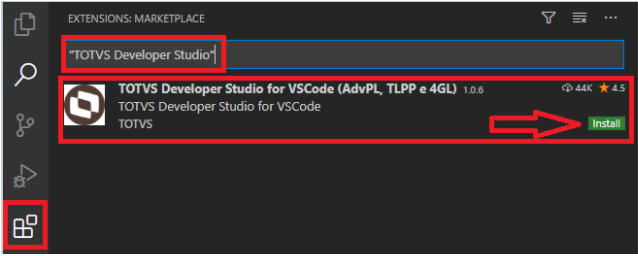 EXTENSIONS: MARKETPLACE
"TOTVS Developer Studio"
TOTVS Developer Studio for VSCode (AdvPL, TLPP e 4GL) 1.0.6 44K 4.5
TOTVS Developer Studio for VSCode
TOTVS Install